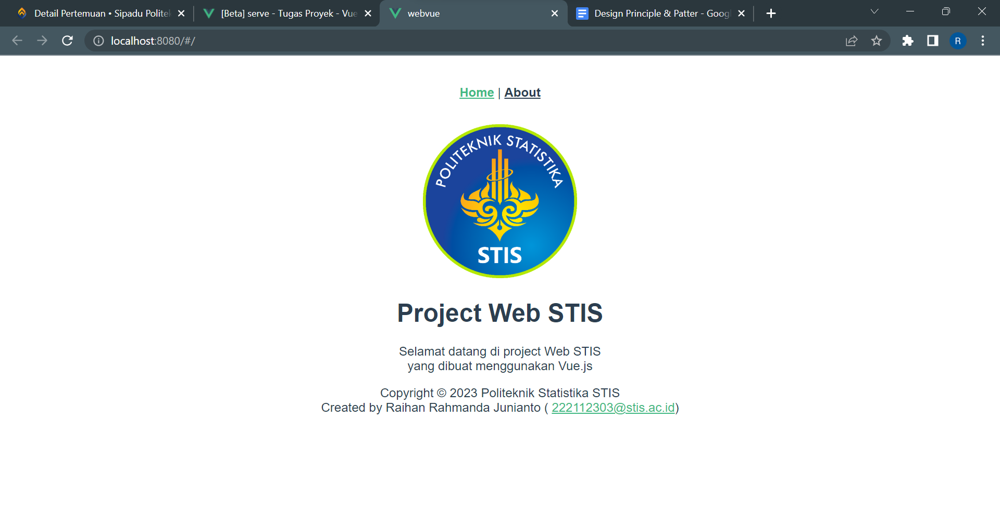 Detail Pertemuan • Sipadu Politek
[Beta] serve - Tugas Proyek - Vue
webvue
Design Principle & Patter - Googl
localhost:8080/#/
R
Home | About
POLITEKNIK STATISTIKA
STIS
Project Web STIS
Selamat datang di project Web STIS
yang dibuat menggunakan Vue.js
Copyright © 2023 Politeknik Statistika STIS
Created by Raihan Rahmanda Junianto ( 222112303@stis.ac.id)